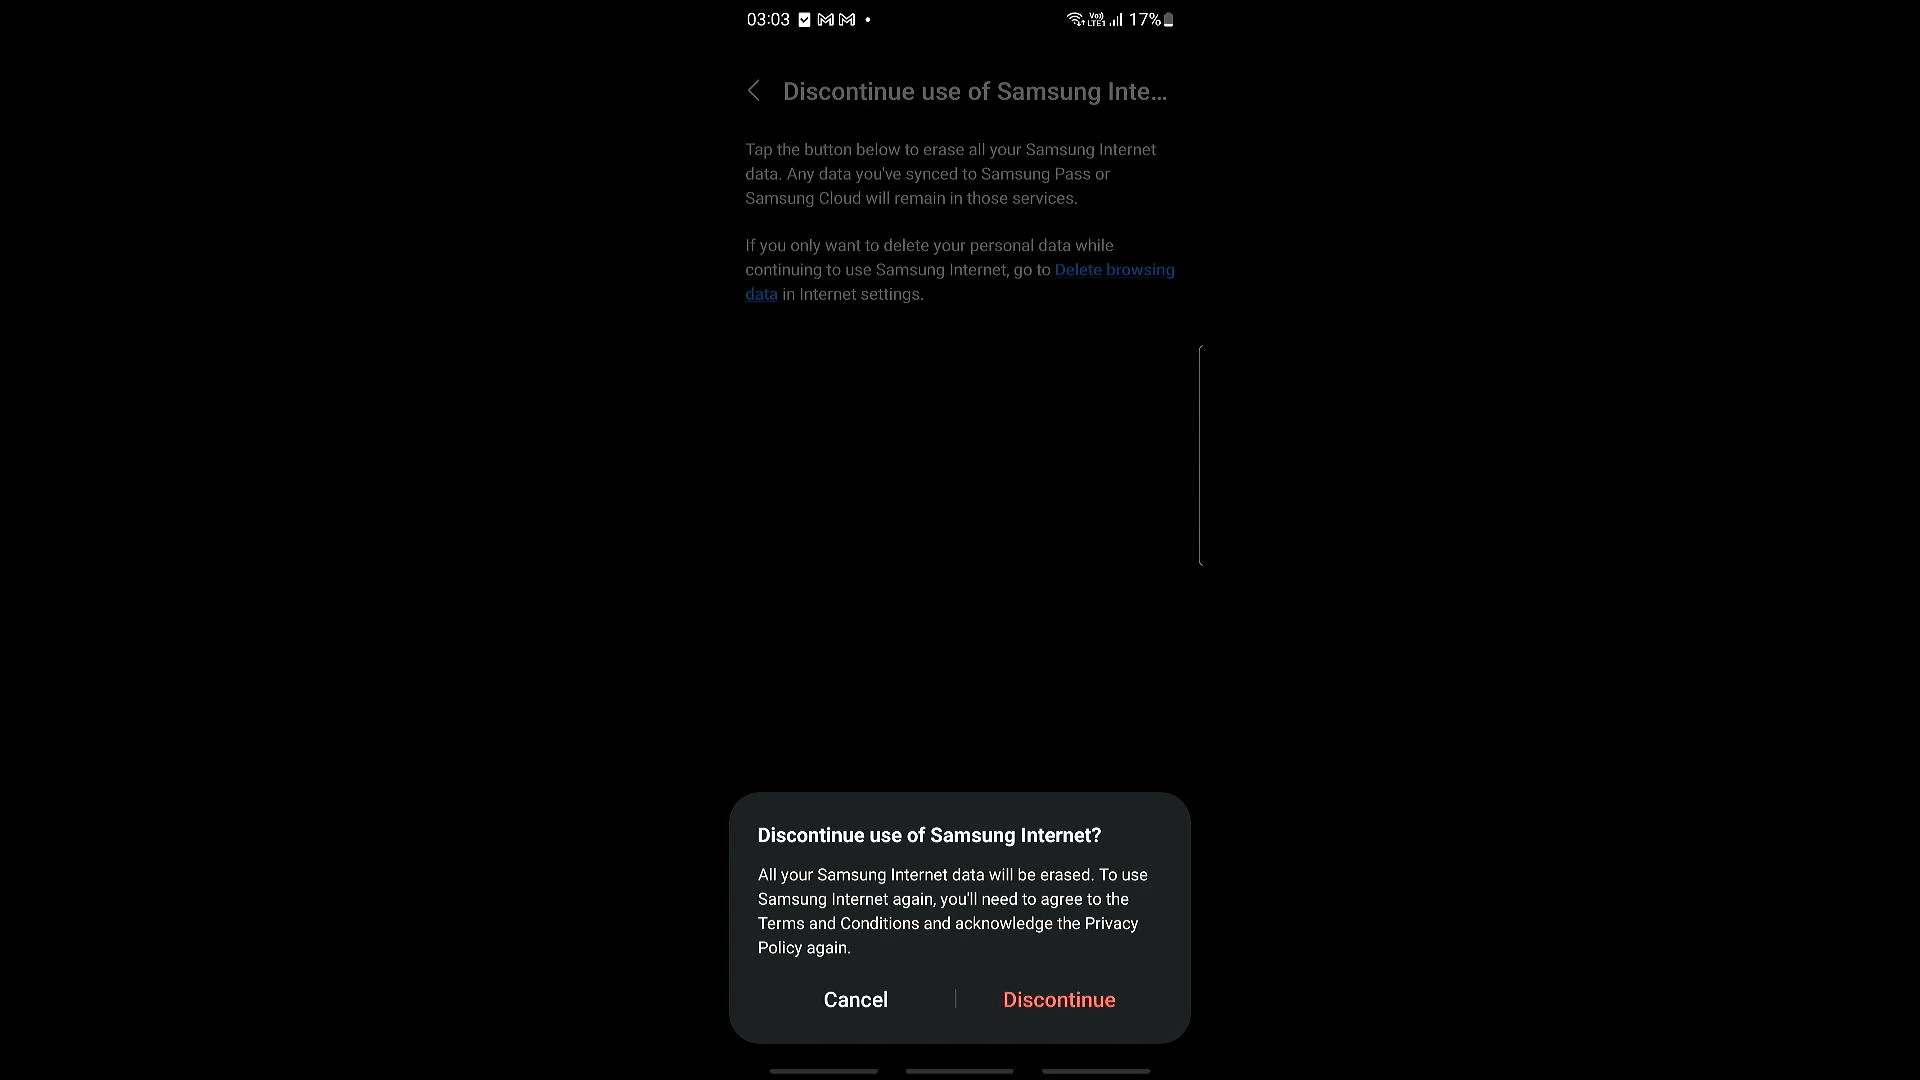 03:03
Vo)) LTE1 17%
Discontinue use of Samsung Inte...
Tap the button below to erase all your Samsung Internet
data. Any data you've synced to Samsung Pass or
Samsung Cloud will remain in those services.
If you only want to delete your personal data while
continuing to use Samsung Internet, go to Delete browsing
data in Internet settings.
Discontinue use of Samsung Internet?
All your Samsung Internet data will be erased. To use
Samsung Internet again, you'll need to agree to the
Terms and Conditions and acknowledge the Privacy
Policy again.
Cancel
Discontinue